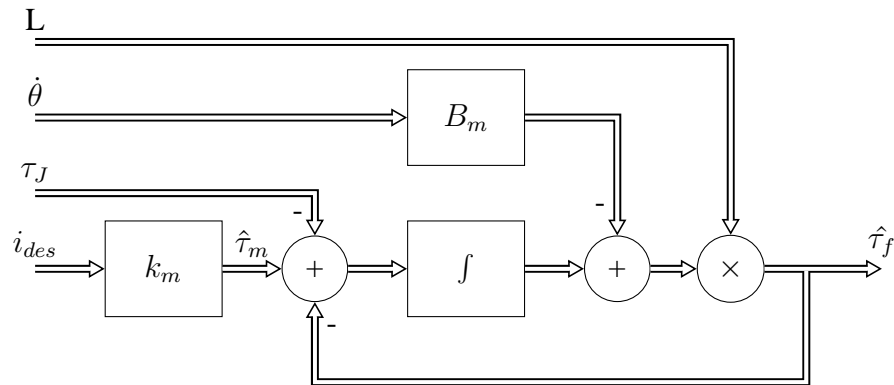 L
θ̇
B_m
τ_J
-
-
i_des
k_m
τ̂_m
+
∫
+
×
τ̂_f
-